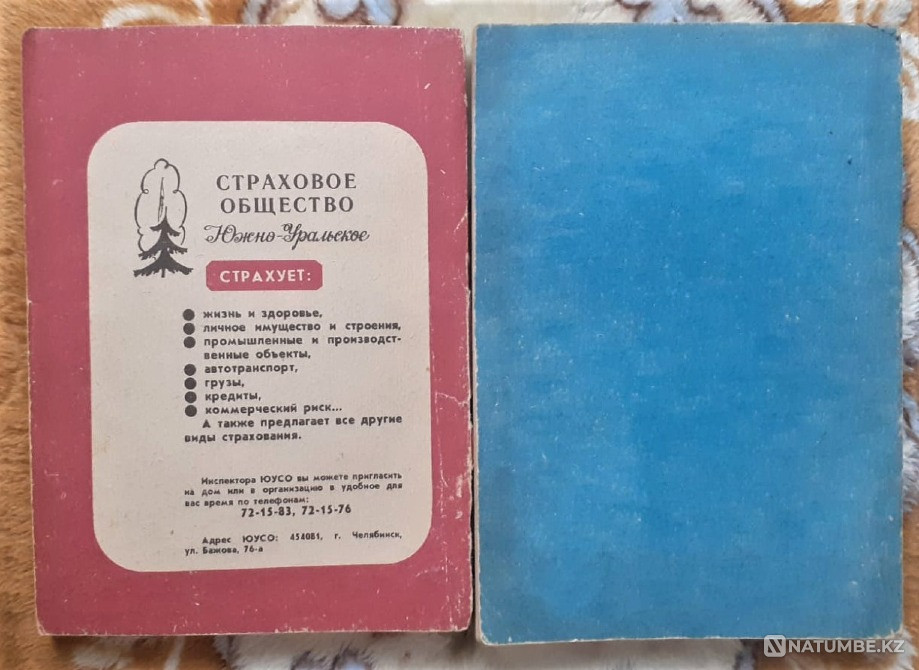 СТРАХОВОЕ
ОБЩЕСТВО
Южно-Уральское
СТРАХУЕТ:
● жизнь и здоровье,
● личное имущество и строения,
● промышленные и производст-
венные объекты,
● автотранспорт,
● грузы,
● кредиты,
● коммерческий риск...
А также предлагает все другие
виды страхования.
Инспектора ЮУСО вы можете пригласить
на дом или в организацию в удобное для
вас время по телефонам:
72-15-83, 72-15-76
Адрес ЮУСО: 454081, г. Челябинск,
ул. Бажова, 76-а
NATUMBE.KZ